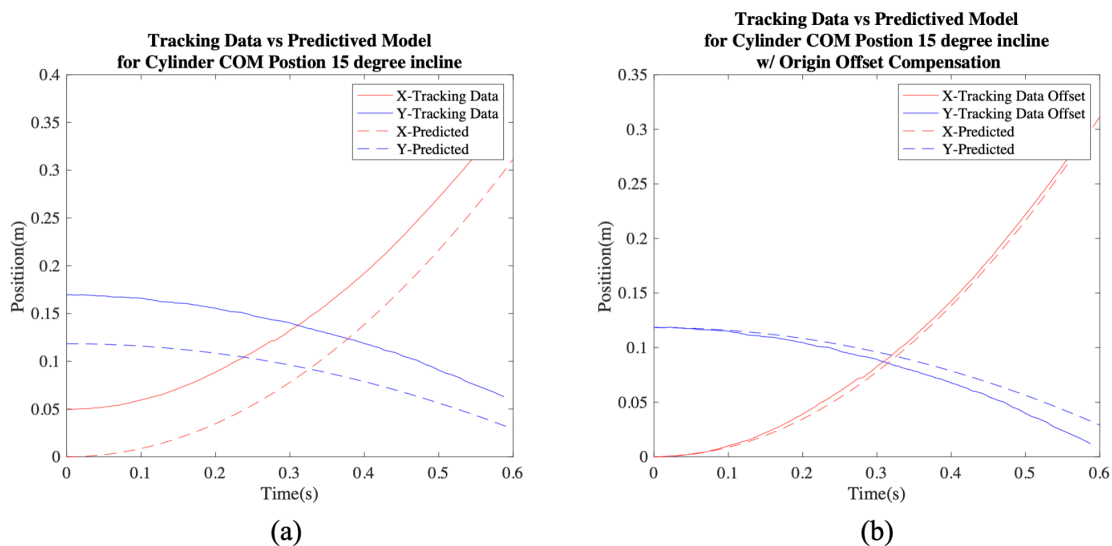 Tracking Data vs Predictived Model
for Cylinder COM Postion 15 degree incline
0.4
0.35
0.3
0.25
0.2
0.15
0.1
0.05
0
X-Tracking Data
Y-Tracking Data
X-Predicted
Y-Predicted
Positiion(m)
0 0.1 0.2 0.3 0.4 0.5 0.6
Time(s)
(a)
Tracking Data vs Predictived Model
for Cylinder COM Postion 15 degree incline
w/ Origin Offset Compensation
0.35
0.3
0.25
0.2
0.15
0.1
0.05
0
X-Tracking Data Offset
Y-Tracking Data Offset
X-Predicted
Y-Predicted
Positiion(m)
0 0.1 0.2 0.3 0.4 0.5 0.6
Time(s)
(b)